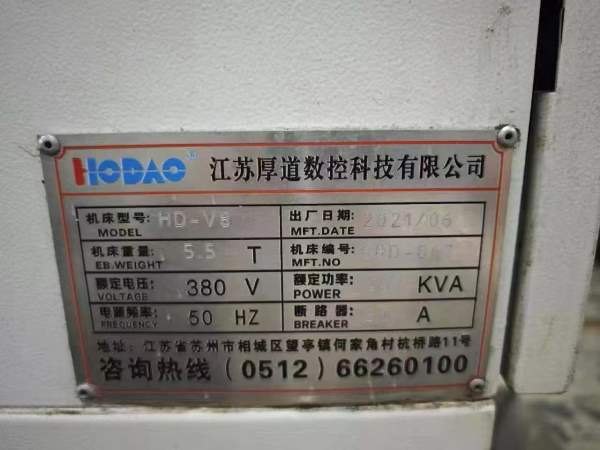 HODAO® 江苏厚道数控科技有限公司
机床型号: HD-V8 出厂日期: 2021/06
MODEL MFT.DATE
机床重量: 5.5 T 机床编号:
EB.WEIGHT MFT.NO
额定电压: 380 V 额定功率: KVA
VOLTAGE POWER
电源频率: 50 HZ 断路器: A
FREQUENCY BREAKER
地址: 江苏省苏州市相城区望亭镇何家角村杭桥路11号
咨询热线 (0512) 66260100